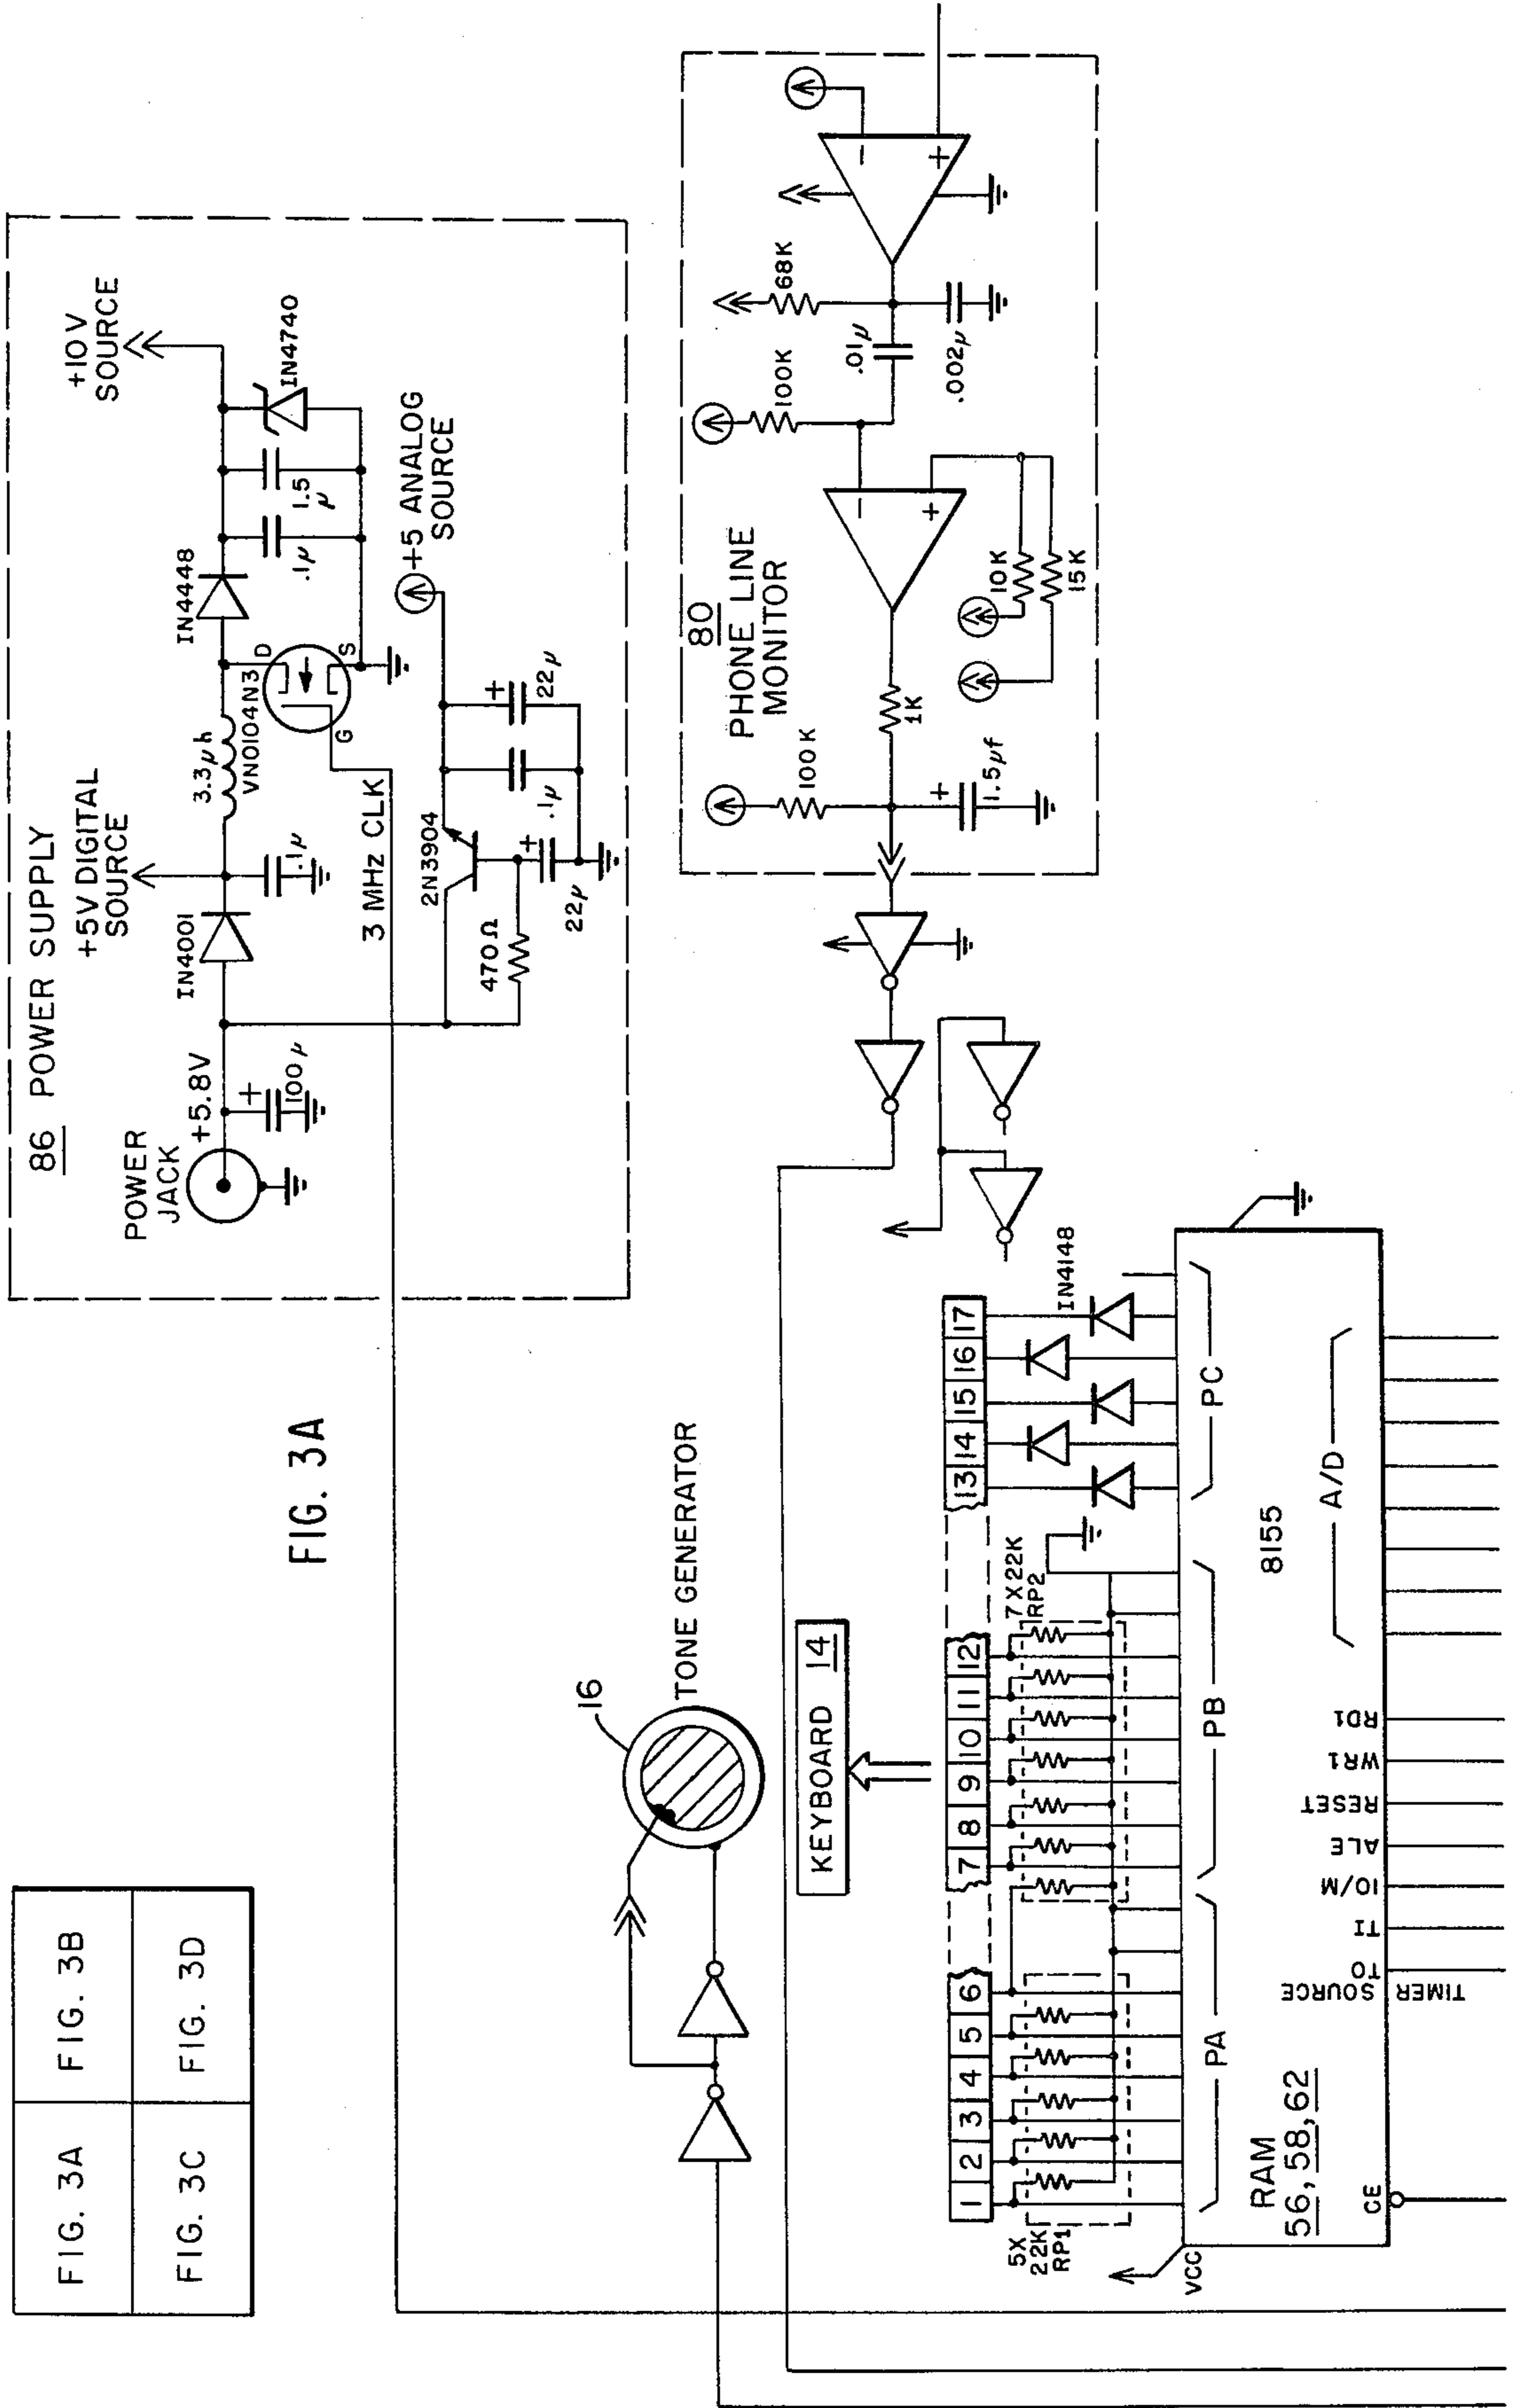 FIG. 3A
FIG. 3B
FIG. 3C
FIG. 3D
FIG. 3A
86 POWER SUPPLY
POWER
JACK
+5.8V
+
100µ
IN4001
+5V DIGITAL
SOURCE
.1µ
3.3µh
VN0104N3
D
S
G
IN4448
.1µ
1.5
µ
IN4740
+10V
SOURCE
3 MHz CLK
470Ω
2N3904
+
22µ
.1µ
+
22µ
+5 ANALOG
SOURCE
16
TONE GENERATOR
80
PHONE LINE
MONITOR
100K
+
1.5µf
1K
10K
15K
−
+
100K
.01µ
68K
.002µ
−
+
KEYBOARD 14
1 2 3 4 5 6
7 8 9 10 11 12
13 14 15 16 17
5X
22K
RP1
7X22K
RP2
IN4148
VCC
PA
PB
PC
RAM
56, 58, 62
8155
A/D
CE
TIMER
SOURCE
TO
TI
IO/M
ALE
RESET
WR1
RD1